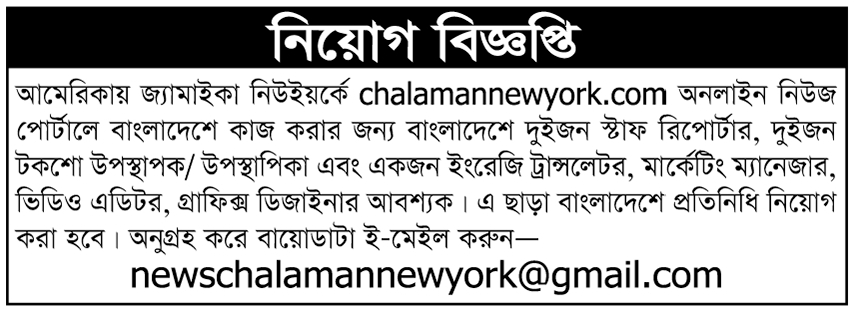 নিয়োগ বিজ্ঞপ্তি
আমেরিকায় জ্যামাইকা নিউইয়র্কে chalamannewyork.com অনলাইন নিউজ
পোর্টালে বাংলাদেশে কাজ করার জন্য বাংলাদেশে দুইজন স্টাফ রিপোর্টার, দুইজন
টকশো উপস্থাপক/ উপস্থাপিকা এবং একজন ইংরেজি ট্রান্সলেটর, মার্কেটিং ম্যানেজার,
ভিডিও এডিটর, গ্রাফিক্স ডিজাইনার আবশ্যক । এ ছাড়া বাংলাদেশে প্রতিনিধি নিয়োগ
করা হবে । অনুগ্রহ করে বায়োডাটা ই-মেইল করুন—
newschalamannewyork@gmail.com